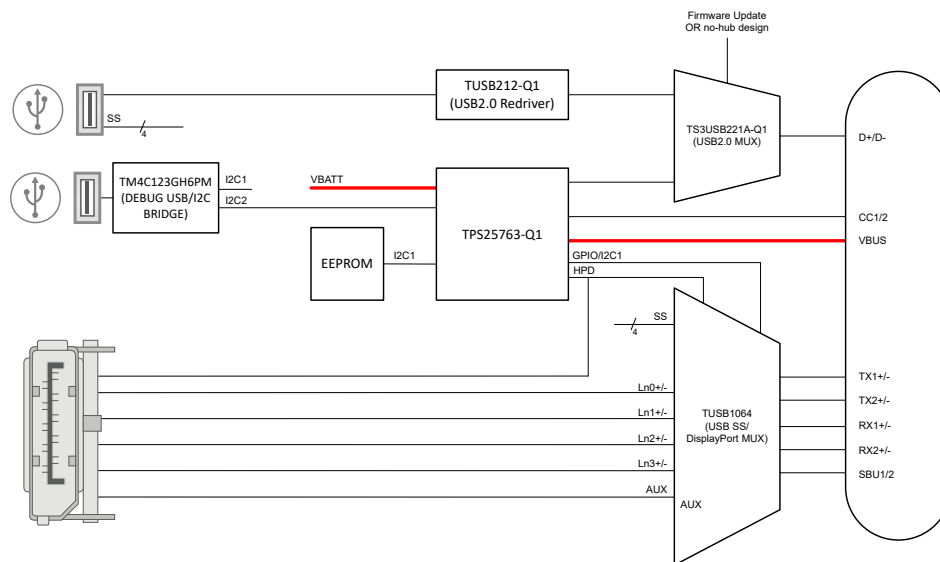 Firmware Update
OR no-hub design
TUSB212-Q1
(USB2.0 Redriver)
SS
4
TS3USB221A-Q1
(USB2.0 MUX)
D+/D-
TM4C123GH6PM
(DEBUG USB/I2C
BRIDGE)
I2C1
I2C2
VBATT
TPS25763-Q1
CC1/2
VBUS
EEPROM
I2C1
GPIO/I2C1
HPD
SS
4
Ln0+/-
Ln1+/-
Ln2+/-
Ln3+/-
AUX
AUX
TUSB1064
(USB SS/
DisplayPort MUX)
TX1+/-
TX2+/-
RX1+/-
RX2+/-
SBU1/2